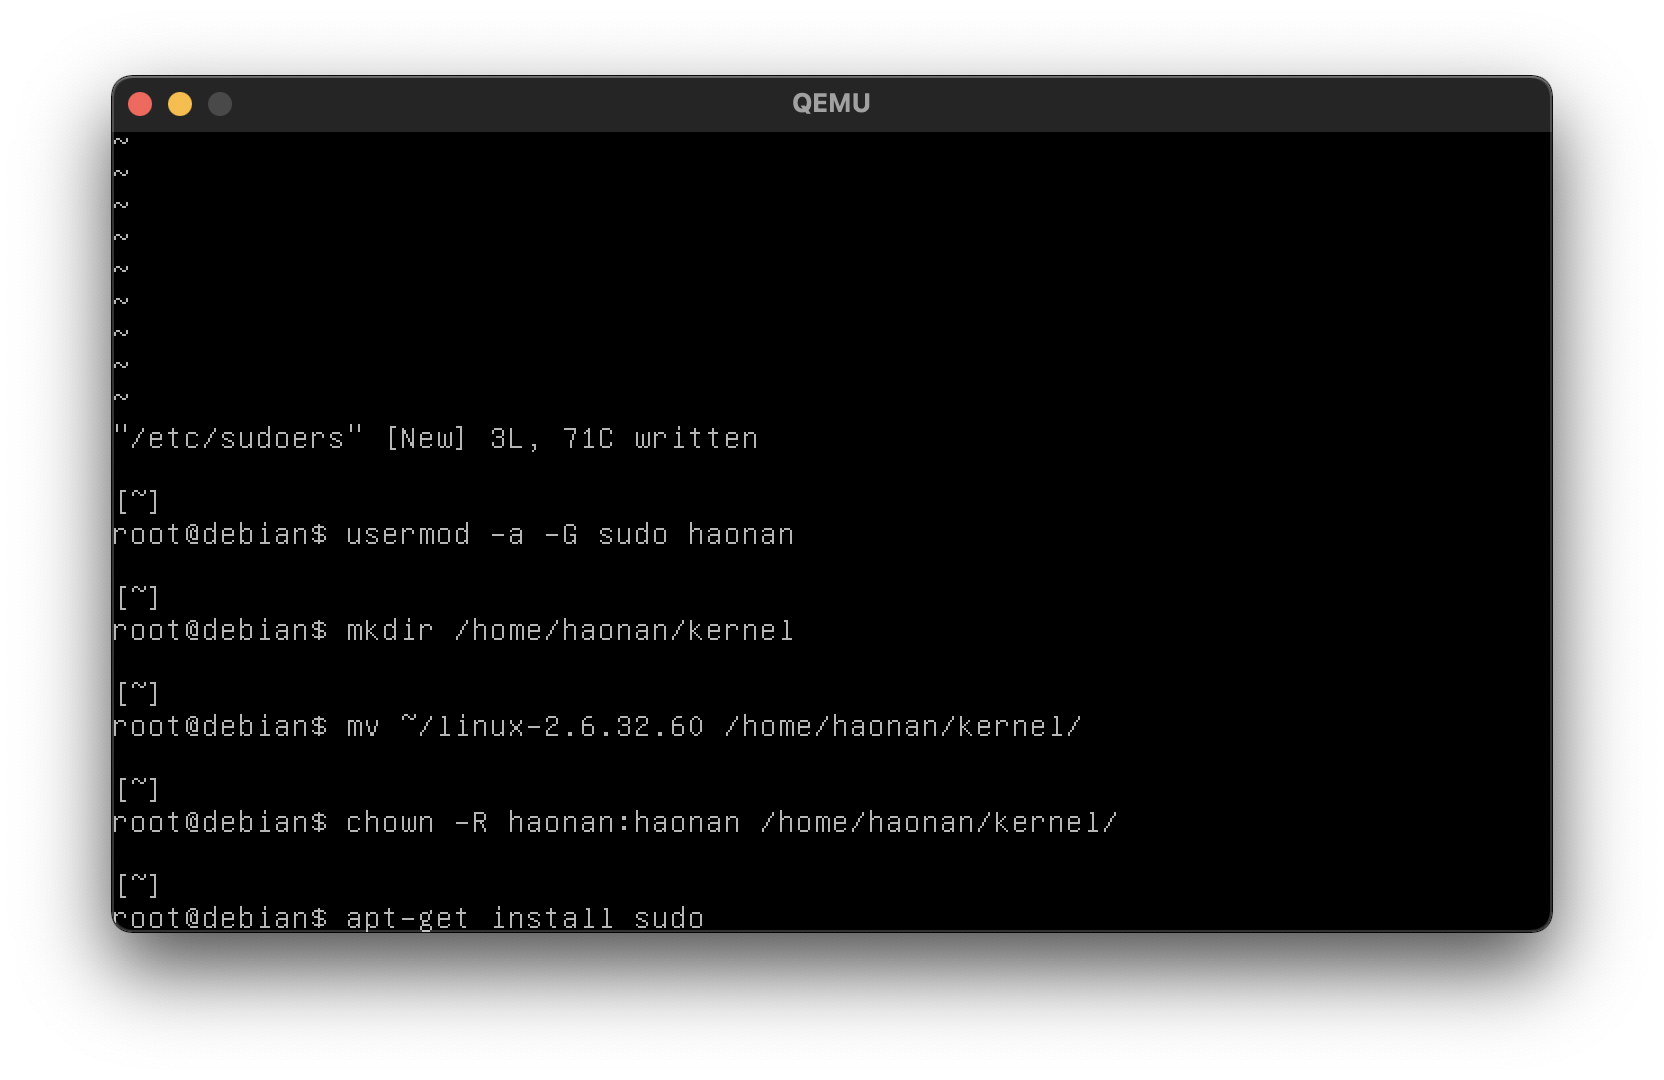 QEMU
~
~
~
~
~
~
~
~
~
"/etc/sudoers" [New] 3L, 71C written
[~]
root@debian$ usermod -a -G sudo haonan
[~]
root@debian$ mkdir /home/haonan/kernel
[~]
root@debian$ mv ~/linux-2.6.32.60 /home/haonan/kernel/
[~]
root@debian$ chown -R haonan:haonan /home/haonan/kernel/
[~]
root@debian$ apt-get install sudo